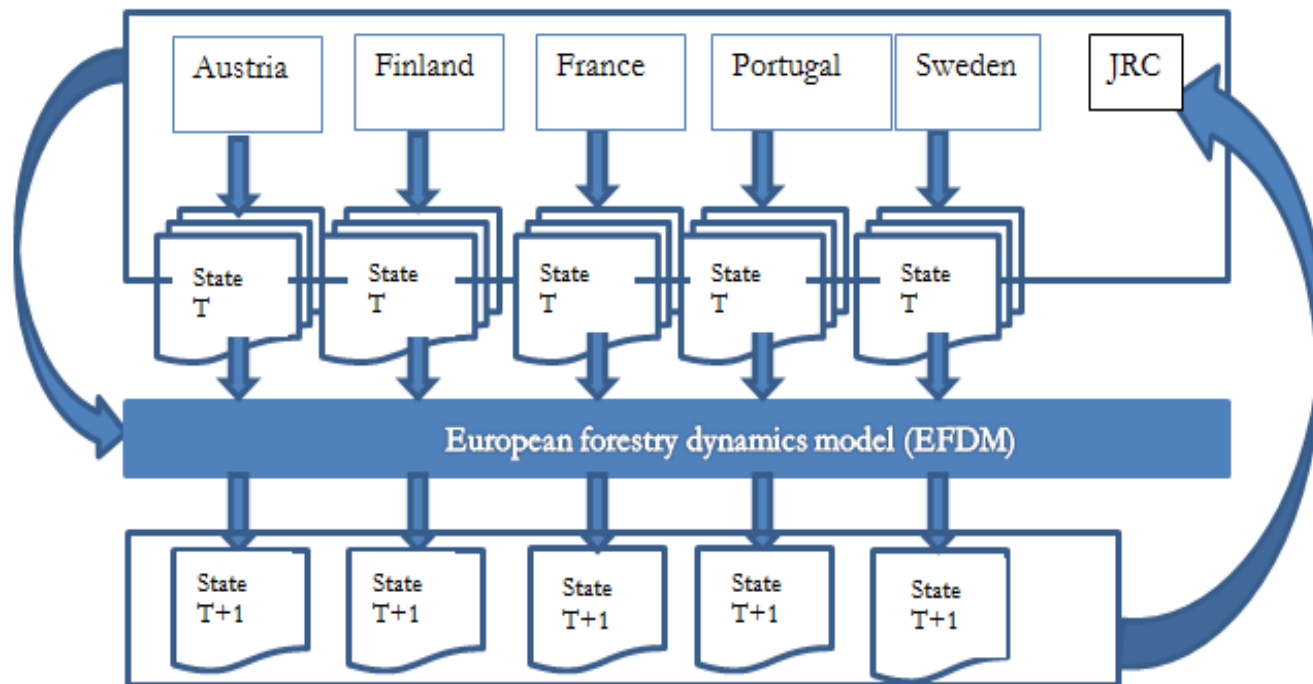 Austria
Finland
France
Portugal
Sweden
JRC
State
T
State
T
State
T
State
T
State
T
European forestry dynamics model (EFDM)
State
T+1
State
T+1
State
T+1
State
T+1
State
T+1